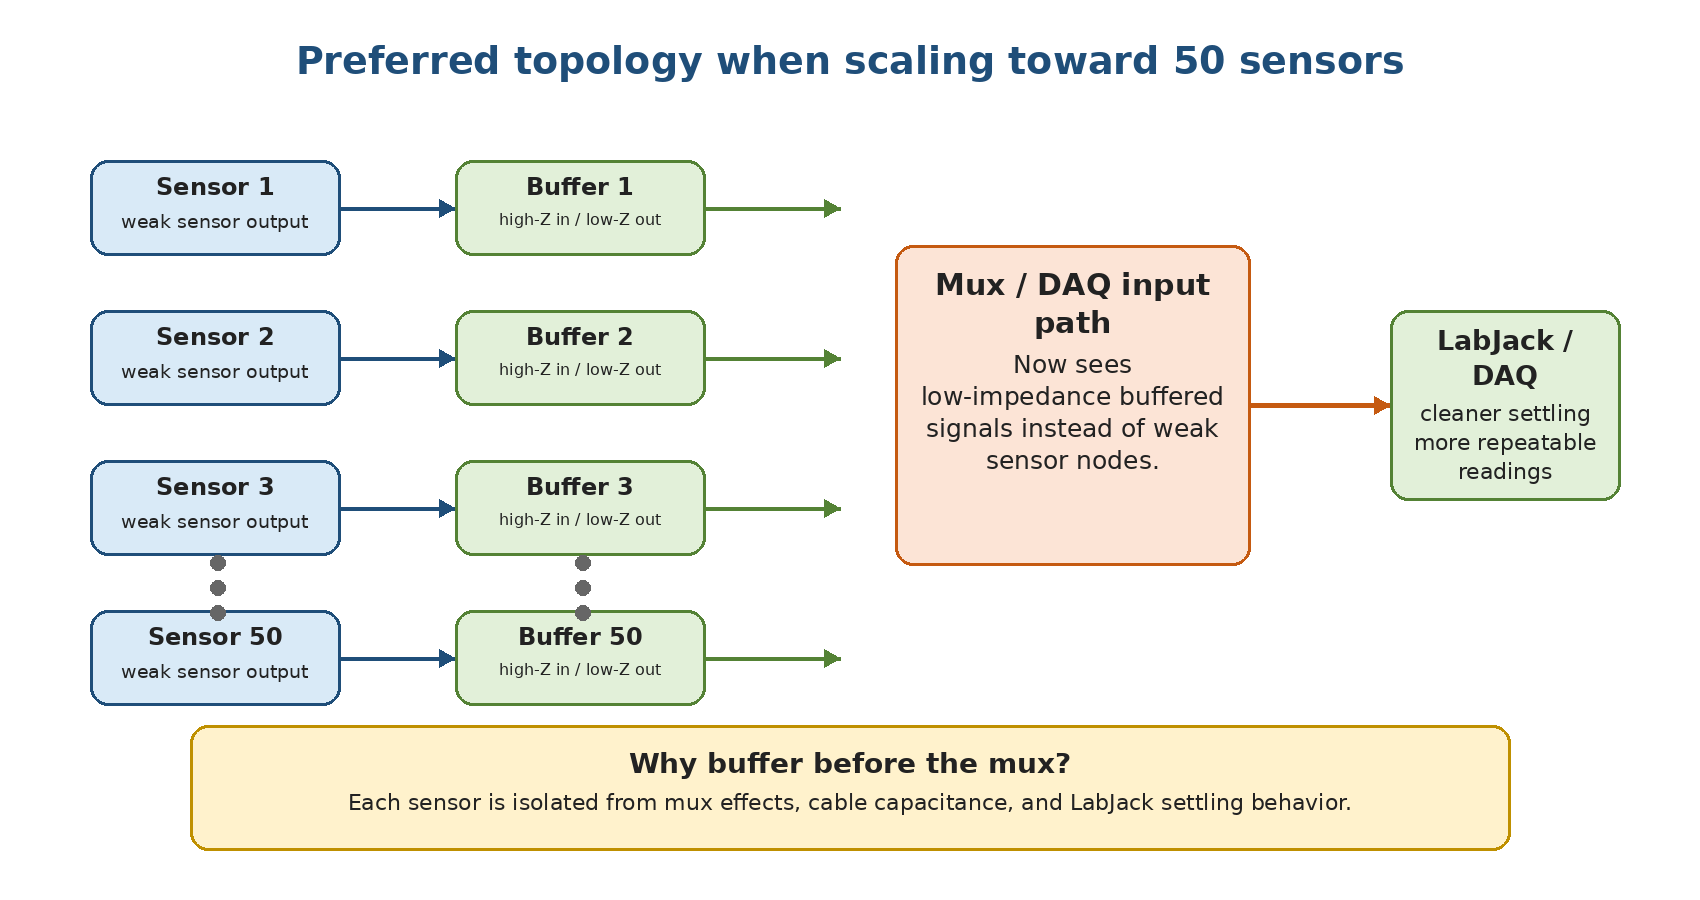 Preferred topology when scaling toward 50 sensors
Sensor 1
weak sensor output
Buffer 1
high-Z in / low-Z out
Sensor 2
weak sensor output
Buffer 2
high-Z in / low-Z out
Sensor 3
weak sensor output
Buffer 3
high-Z in / low-Z out
Sensor 50
weak sensor output
Buffer 50
high-Z in / low-Z out
Mux / DAQ input
path
Now sees
low-impedance buffered
signals instead of weak
sensor nodes.
LabJack /
DAQ
cleaner settling
more repeatable
readings
Why buffer before the mux?
Each sensor is isolated from mux effects, cable capacitance, and LabJack settling behavior.